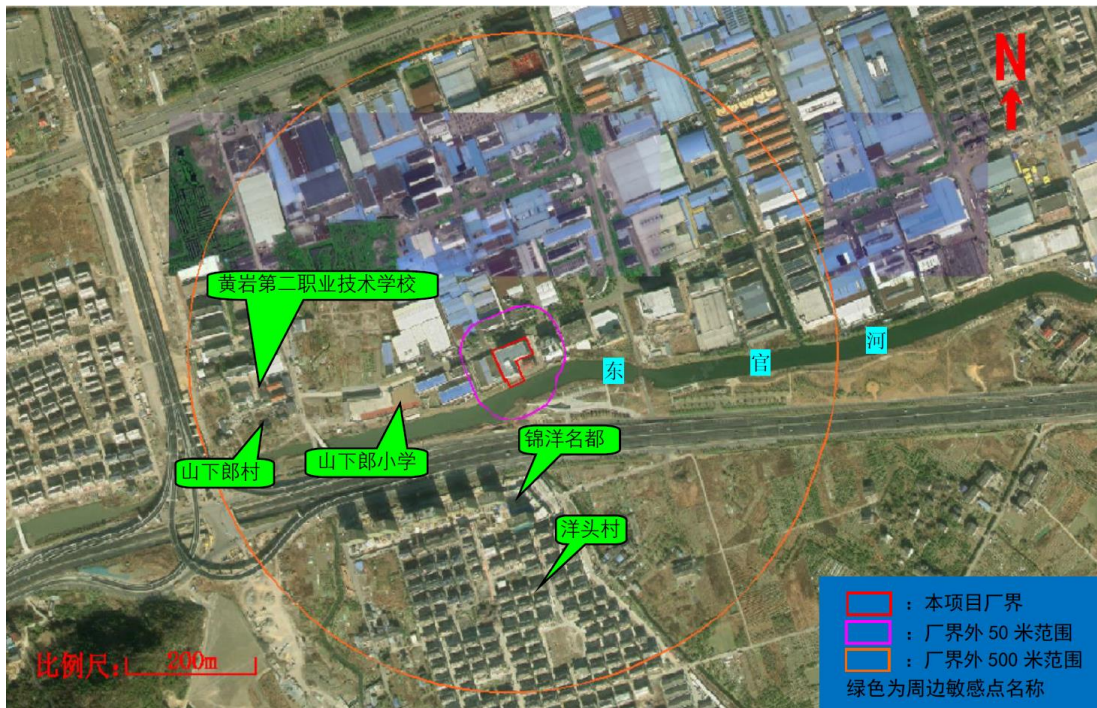 N
黄岩第二职业技术学校
东 官 河
锦洋名都
山下郎村
山下郎小学
洋头村
比例尺: 200m
：本项目厂界
：厂界外 50 米范围
：厂界外 500 米范围
绿色为周边敏感点名称